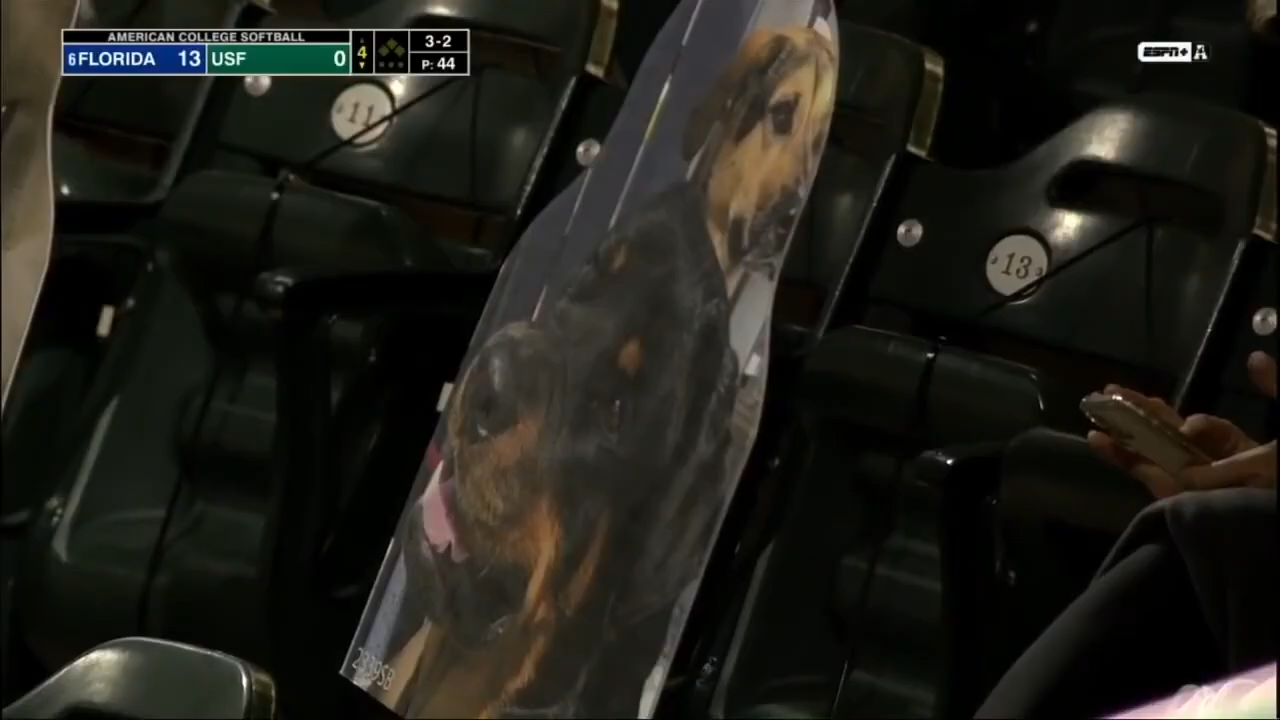 AMERICAN COLLEGE SOFTBALL
6 FLORIDA 13 USF 0 4 3-2
P: 44
ESPN+ A
11
13
2339SB